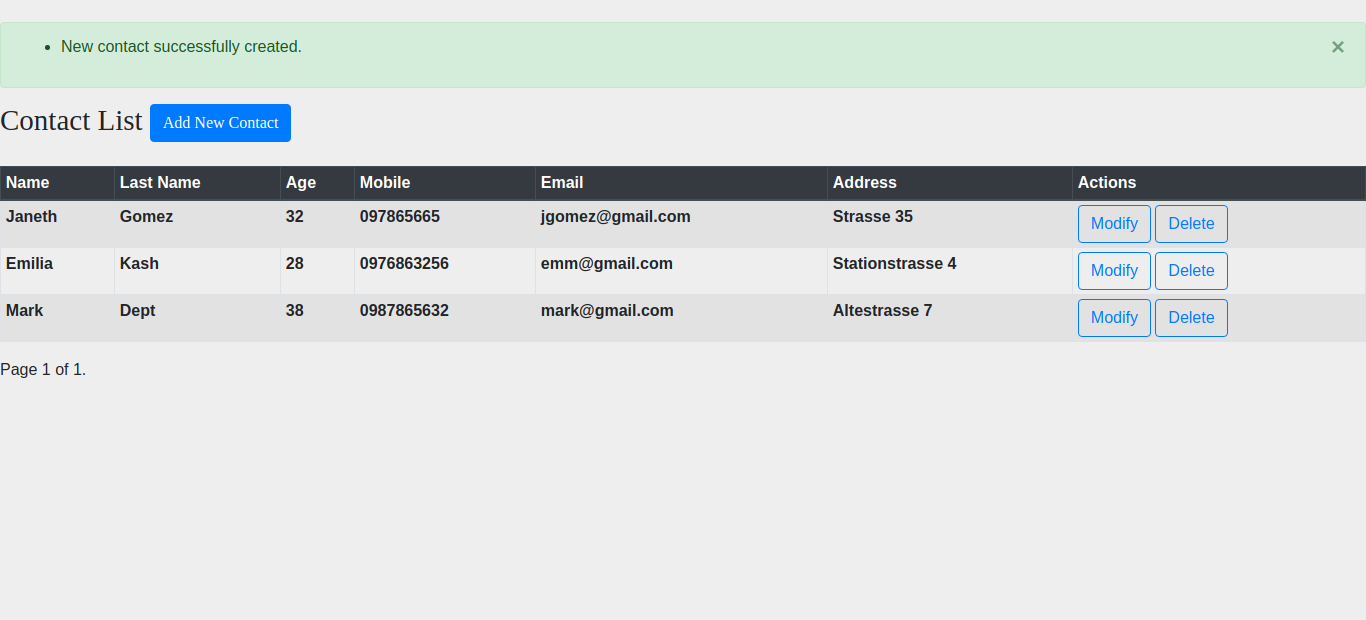 New contact successfully created. ×
Contact List Add New Contact
Name Last Name Age Mobile Email Address Actions
Janeth Gomez 32 097865665 jgomez@gmail.com Strasse 35 Modify Delete
Emilia Kash 28 0976863256 emm@gmail.com Stationstrasse 4 Modify Delete
Mark Dept 38 0987865632 mark@gmail.com Altestrasse 7 Modify Delete
Page 1 of 1.